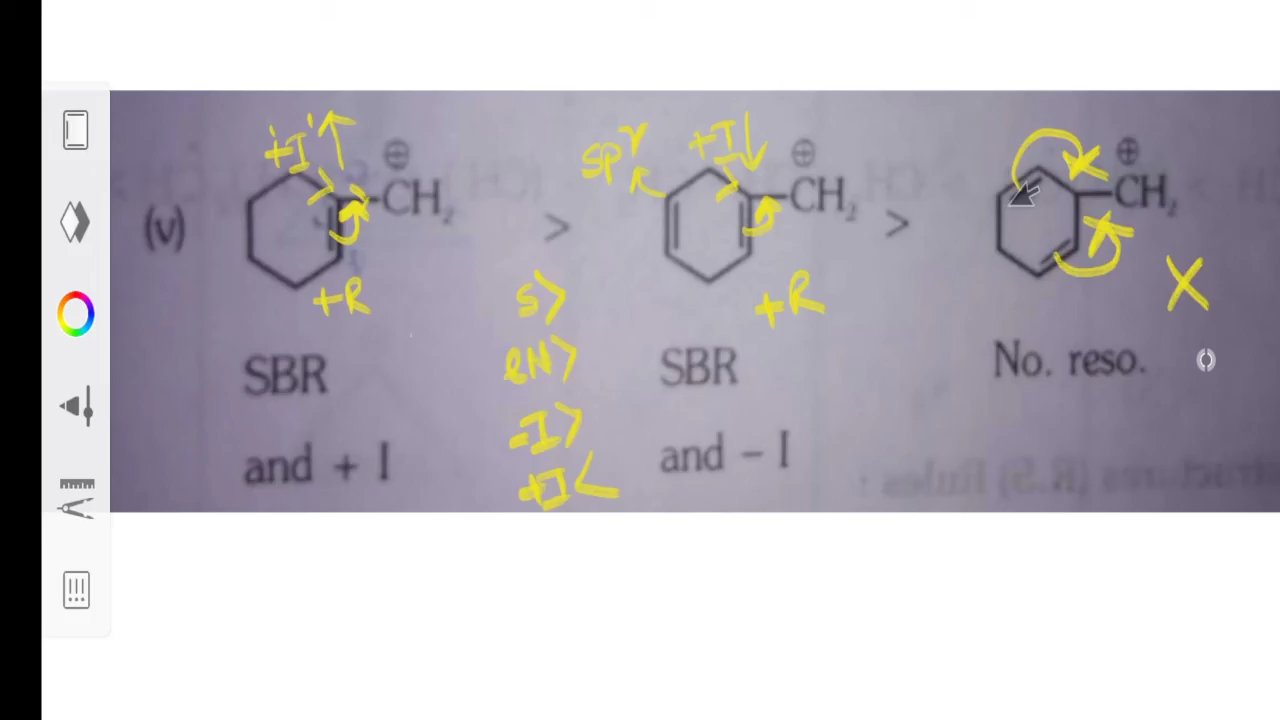 +I ↑ sp² +I ↓
(v) ⊕ CH₂ > ⊕ CH₂ > ⊕ CH₂
+R +R
s>
EN>
-I>
+I<
SBR SBR No. reso.
and + I and – I